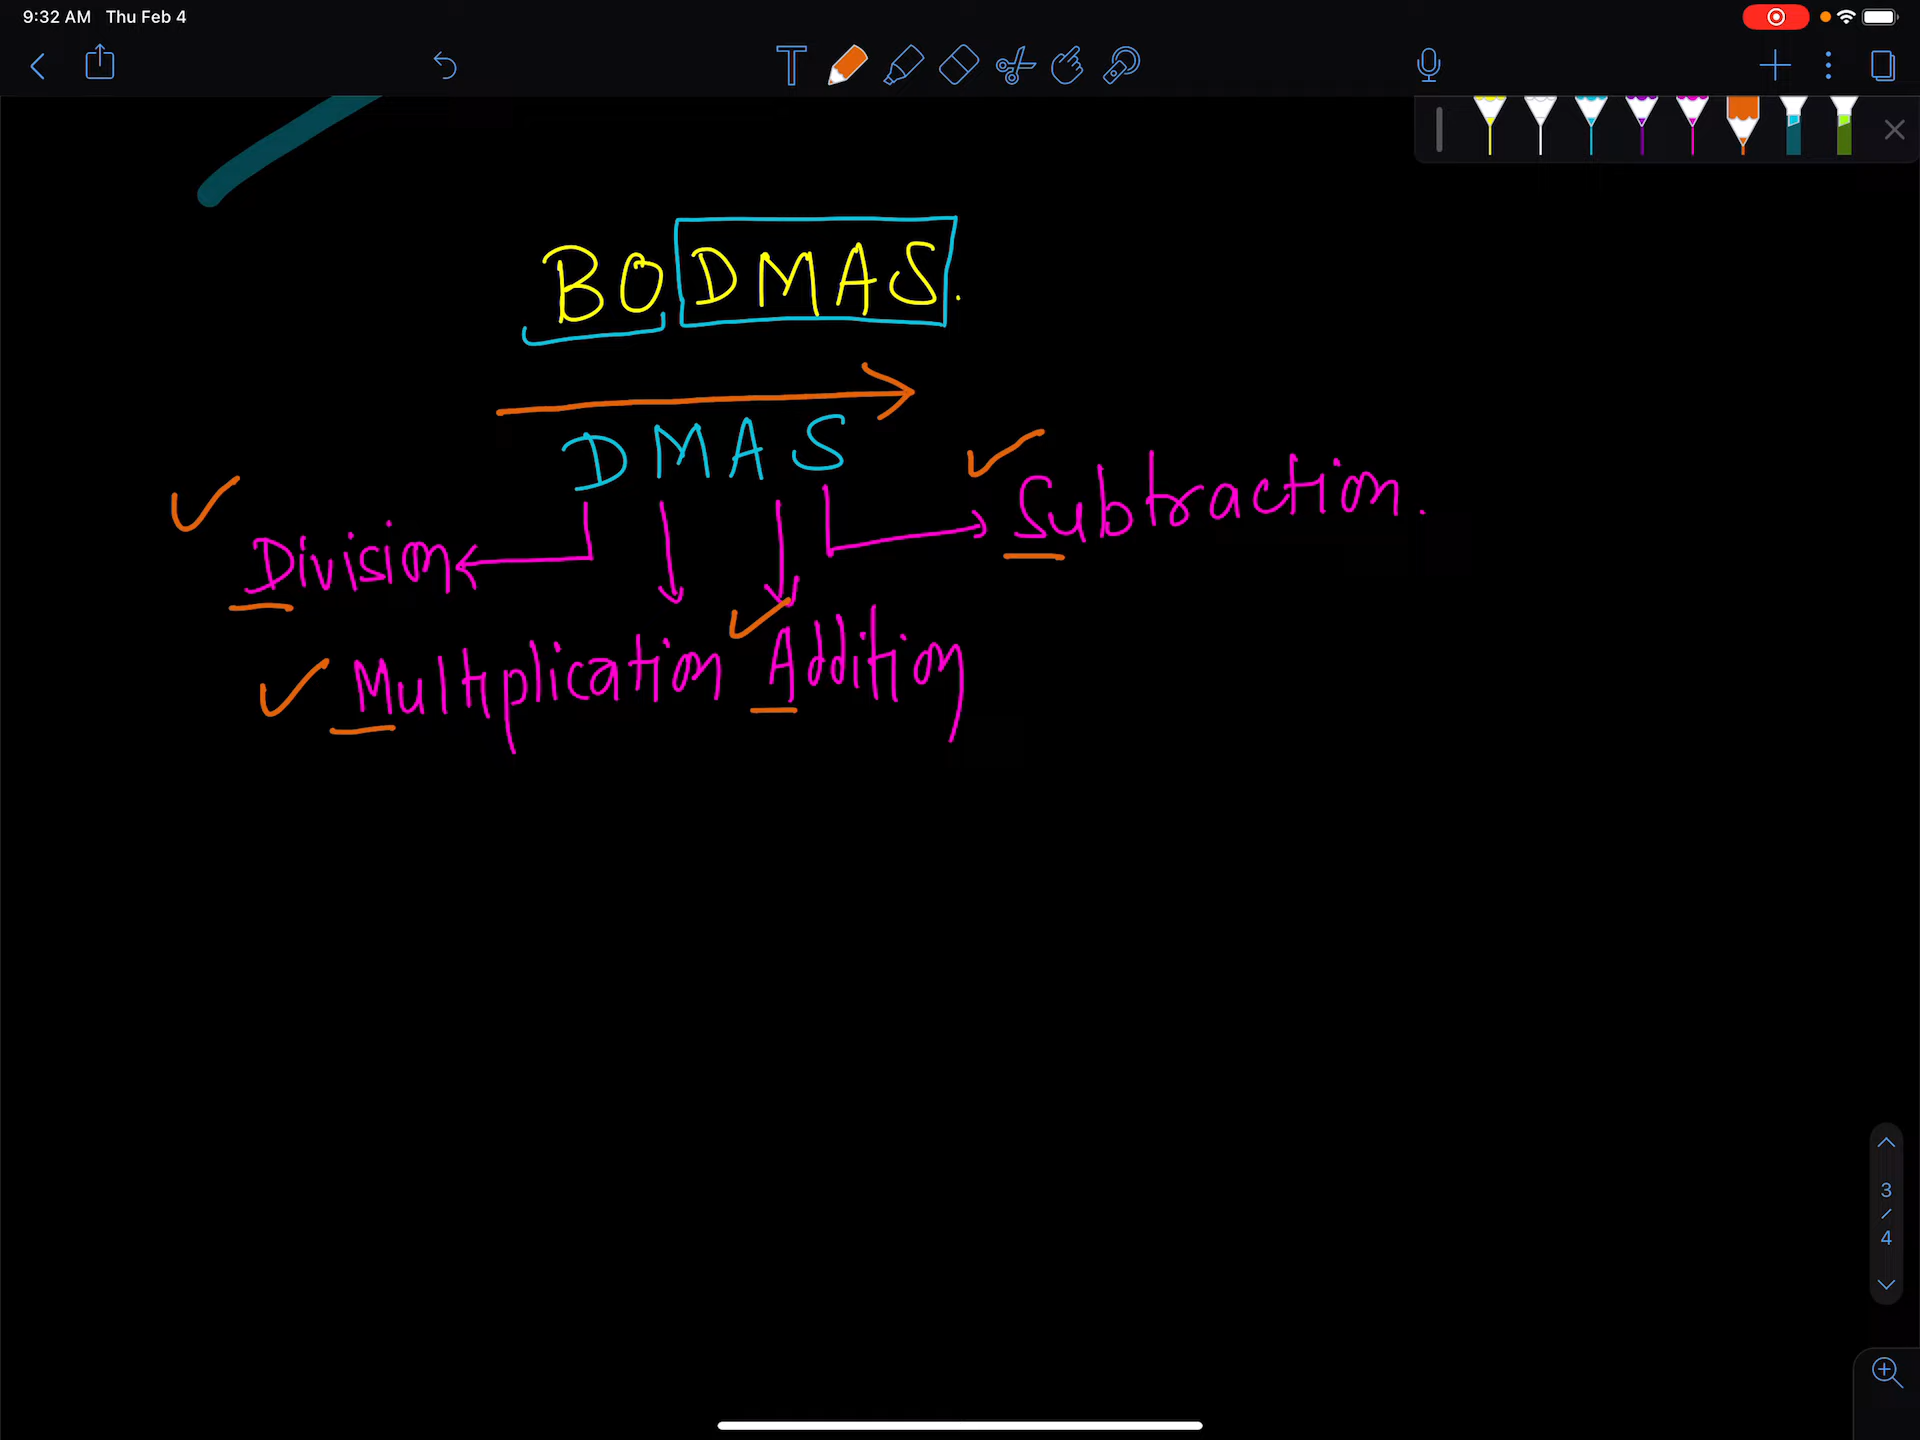 9:32 AM Thu Feb 4
BODMAS.
DMAS
Subtraction.
Division
Multiplication Addition
3
/
4